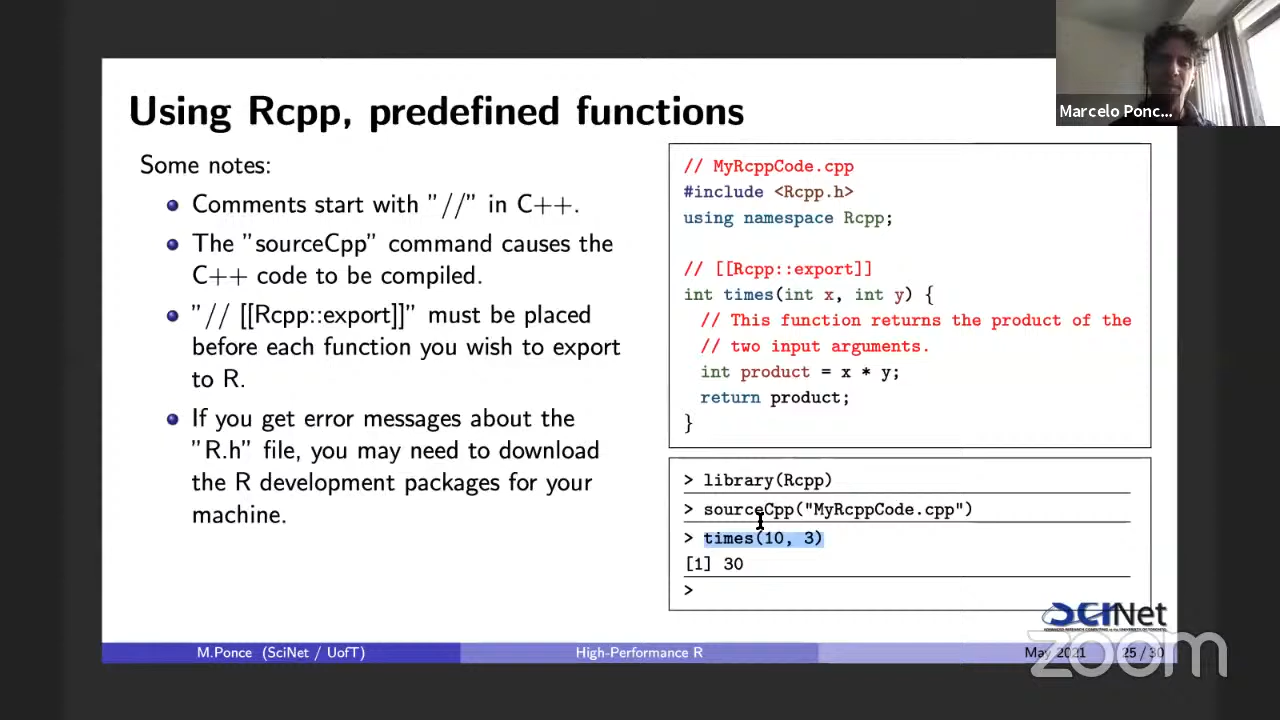 Marcelo Ponc...
Using Rcpp, predefined functions
Some notes:
Comments start with "//" in C++.
The "sourceCpp" command causes the
C++ code to be compiled.
"// [[Rcpp::export]]" must be placed
before each function you wish to export
to R.
If you get error messages about the
"R.h" file, you may need to download
the R development packages for your
machine.
// MyRcppCode.cpp
#include <Rcpp.h>
using namespace Rcpp;
// [[Rcpp::export]]
int times(int x, int y) {
// This function returns the product of the
// two input arguments.
int product = x * y;
return product;
}
> library(Rcpp)
> sourceCpp("MyRcppCode.cpp")
> times(10, 3)
[1] 30
>
SCINet
M.Ponce (SciNet / UofT)
High-Performance R
May 2021
25 / 30
zoom